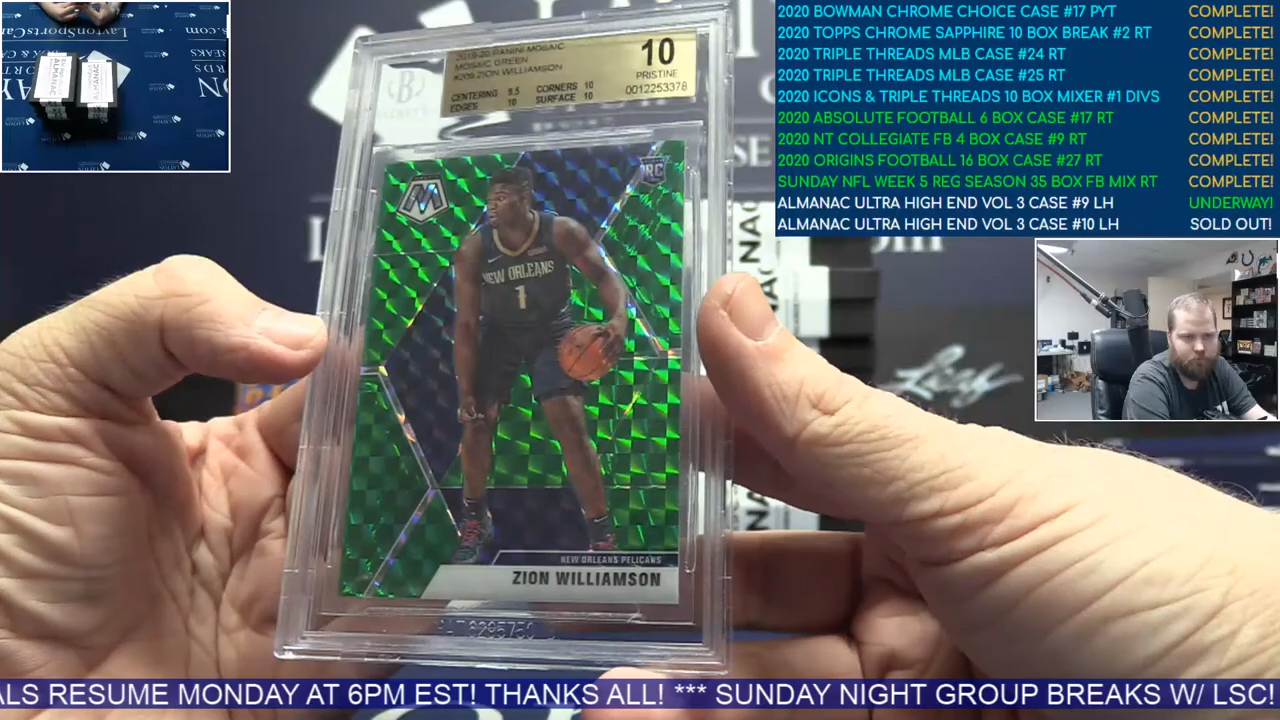 2020 BOWMAN CHROME CHOICE CASE #17 PYT COMPLETE!
2020 TOPPS CHROME SAPPHIRE 10 BOX BREAK #2 RT COMPLETE!
2020 TRIPLE THREADS MLB CASE #24 RT COMPLETE!
2020 TRIPLE THREADS MLB CASE #25 RT COMPLETE!
2020 ICONS & TRIPLE THREADS 10 BOX MIXER #1 DIVS COMPLETE!
2020 ABSOLUTE FOOTBALL 6 BOX CASE #17 RT COMPLETE!
2020 NT COLLEGIATE FB 4 BOX CASE #9 RT COMPLETE!
2020 ORIGINS FOOTBALL 16 BOX CASE #27 RT COMPLETE!
SUNDAY NFL WEEK 5 REG SEASON 35 BOX FB MIX RT COMPLETE!
ALMANAC ULTRA HIGH END VOL 3 CASE #9 LH UNDERWAY!
ALMANAC ULTRA HIGH END VOL 3 CASE #10 LH SOLD OUT!
ALMANAC
ALMANAC
2019-20 PANINI MOSAIC
MOSAIC GREEN
#209 ZION WILLIAMSON
CENTERING 9.5 CORNERS 10
EDGES 10 SURFACE 10
10
PRISTINE
0012253378
B
M
RC
NEW ORLEANS
1
NEW ORLEANS PELICANS
ZION WILLIAMSON
Leaf
ALS RESUME MONDAY AT 6PM EST! THANKS ALL! *** SUNDAY NIGHT GROUP BREAKS W/ LSC!